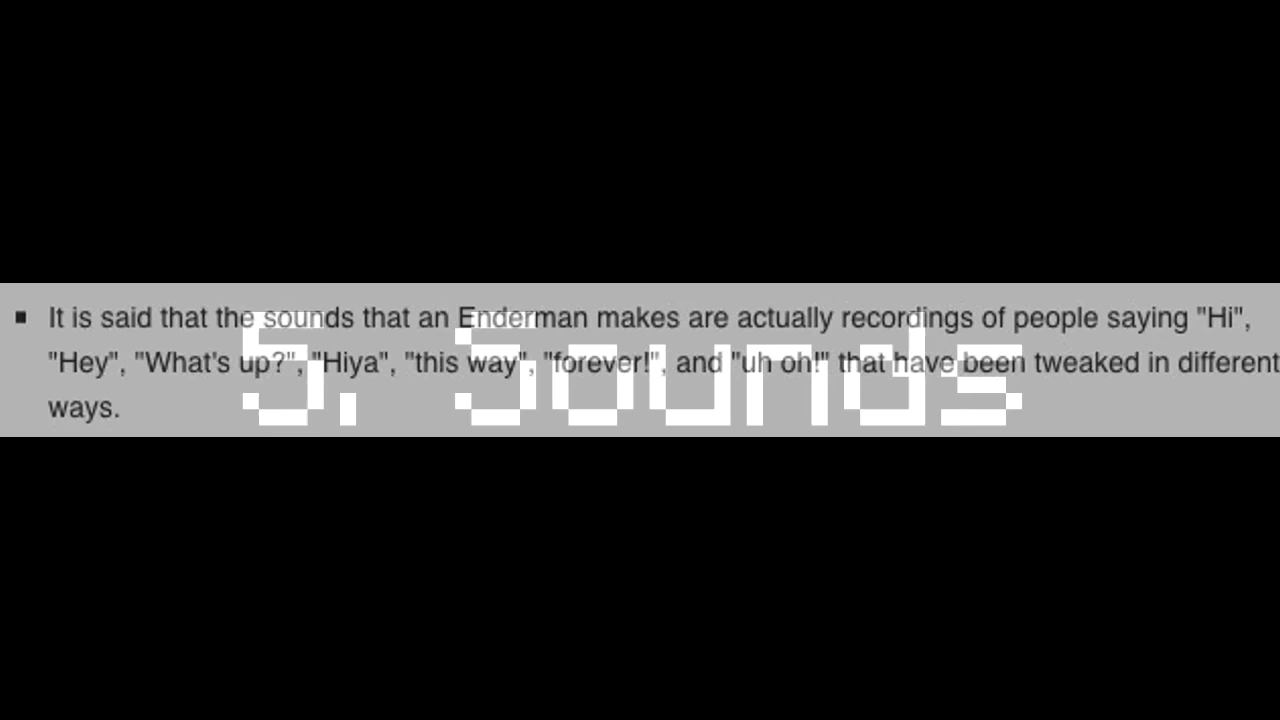 ▪ It is said that the sounds that an Enderman makes are actually recordings of people saying "Hi",
"Hey", "What's up?", "Hiya", "this way", "forever!", and "uh oh!" that have been tweaked in different
ways.
5, Sounds